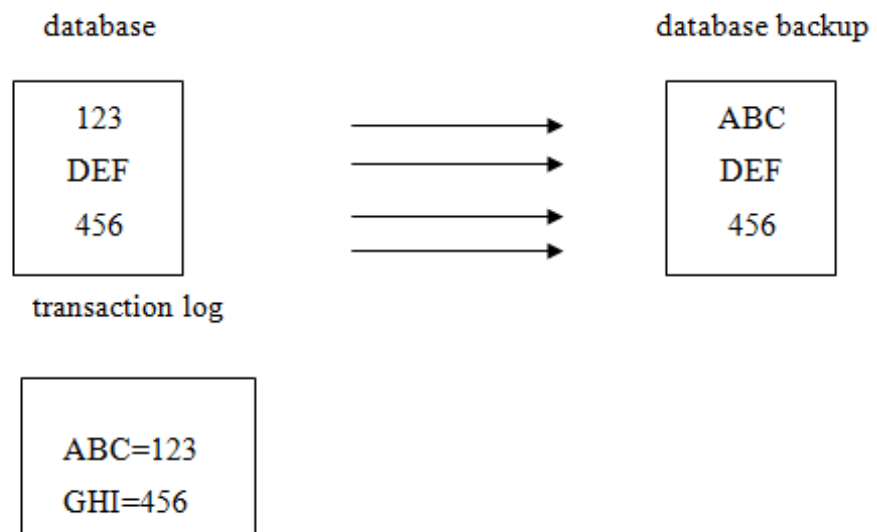 database
123
DEF
456
database backup
ABC
DEF
456
transaction log
ABC=123
GHI=456